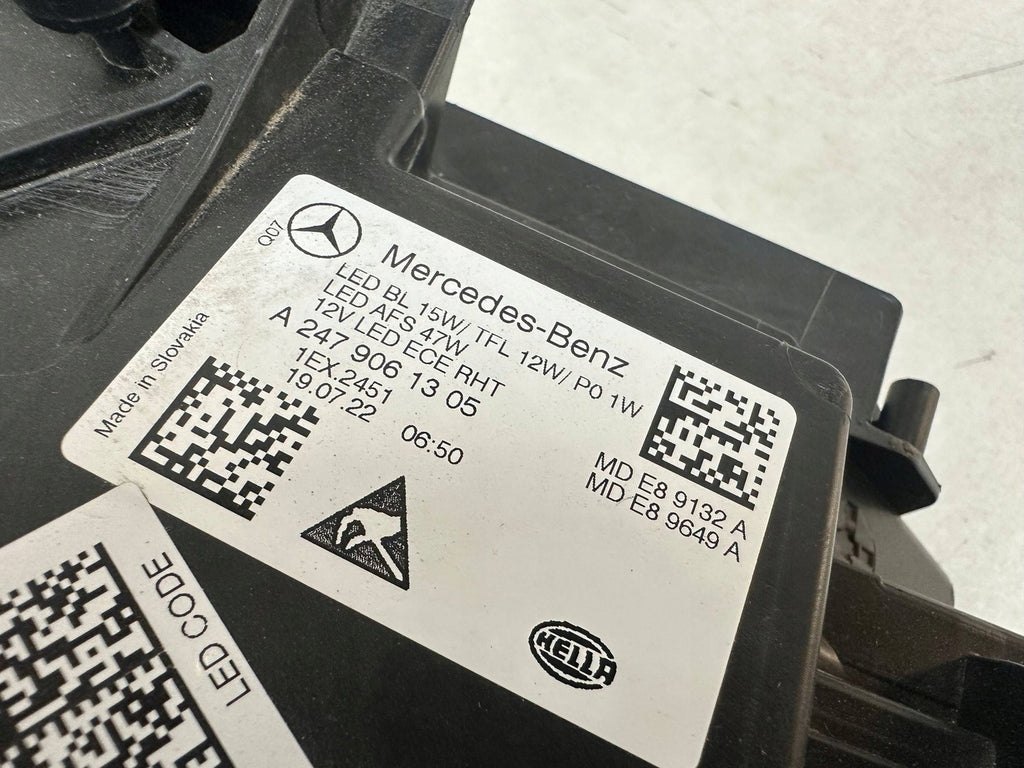 Q07
Mercedes-Benz
LED BL 15W/ TFL 12W/ PO 1W
LED AFS 47W
12V LED ECE RHT
A 247 906 13 05
1EX.2451
19.07.22 06:50
Made in Slovakia
MD E8 9132 A
MD E8 9649 A
HELLA
LED CODE